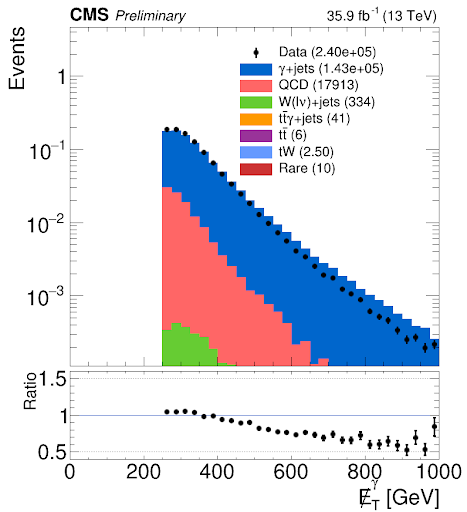 CMS Preliminary 35.9 fb⁻¹ (13 TeV)
Events
Data (2.40e+05)
γ+jets (1.43e+05)
QCD (17913)
W(lν)+jets (334)
tt̄γ+jets (41)
tt̄ (6)
tW (2.50)
Rare (10)
1
10⁻¹
10⁻²
10⁻³
Ratio
1.5
1
0.5
0 200 400 600 800 1000
E̸_T^γ [GeV]